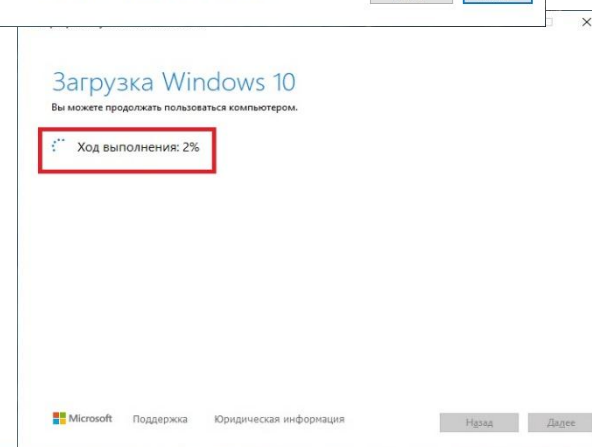 Загрузка Windows 10
Вы можете продолжать пользоваться компьютером.
Ход выполнения: 2%
Microsoft Поддержка Юридическая информация Назад Далее